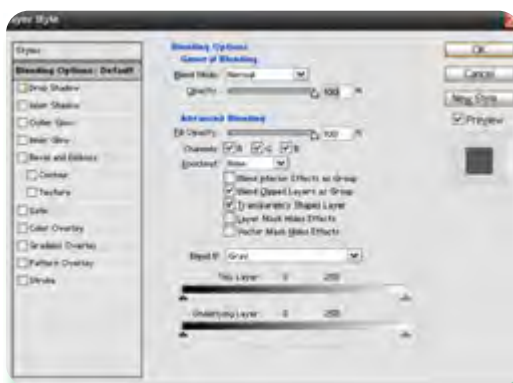 Layer Style
Styles
Blending Options: Default
Drop Shadow
Inner Shadow
Outer Glow
Inner Glow
Bevel and Emboss
Contour
Texture
Satin
Color Overlay
Gradient Overlay
Pattern Overlay
Stroke
Blending Options
General Blending
Blend Mode: Normal
Opacity: 100 %
Advanced Blending
Fill Opacity: 100 %
Channels: R G B
Knockout: None
Blend Interior Effects as Group
Blend Clipped Layers as Group
Transparency Shapes Layer
Layer Mask Hides Effects
Vector Mask Hides Effects
Blend If: Gray
This Layer: 0 255
Underlying Layer: 0 255
OK
Cancel
New Style...
Preview